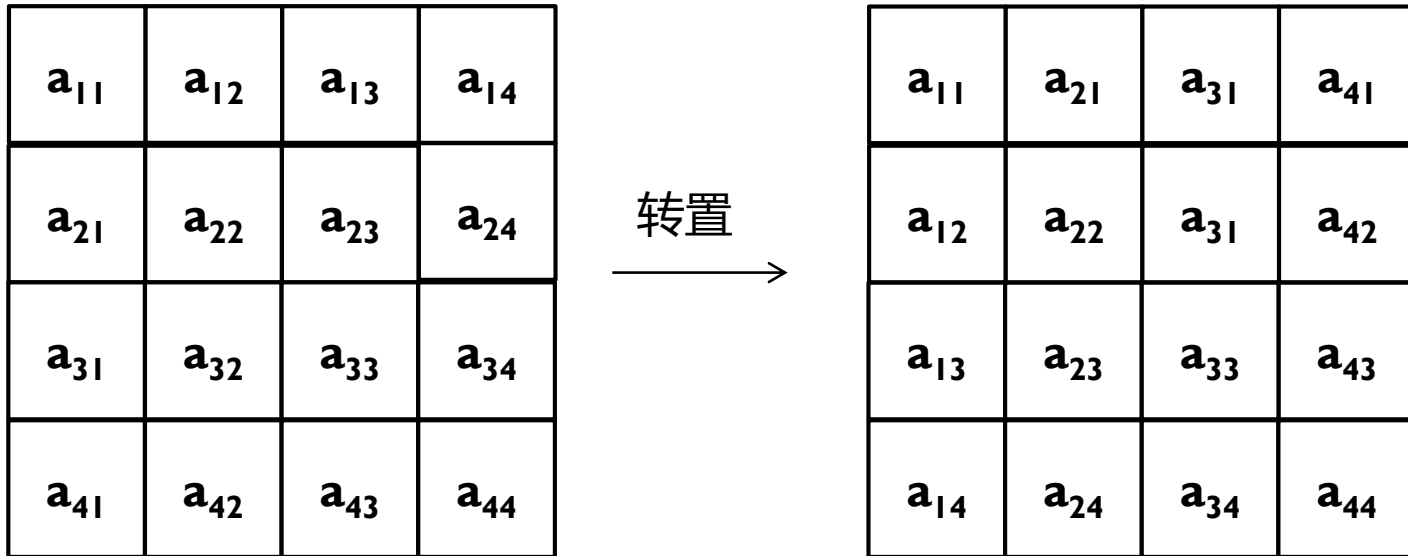 a11 a12 a13 a14
a21 a22 a23 a24
a31 a32 a33 a34
a41 a42 a43 a44
转置
a11 a21 a31 a41
a12 a22 a31 a42
a13 a23 a33 a43
a14 a24 a34 a44